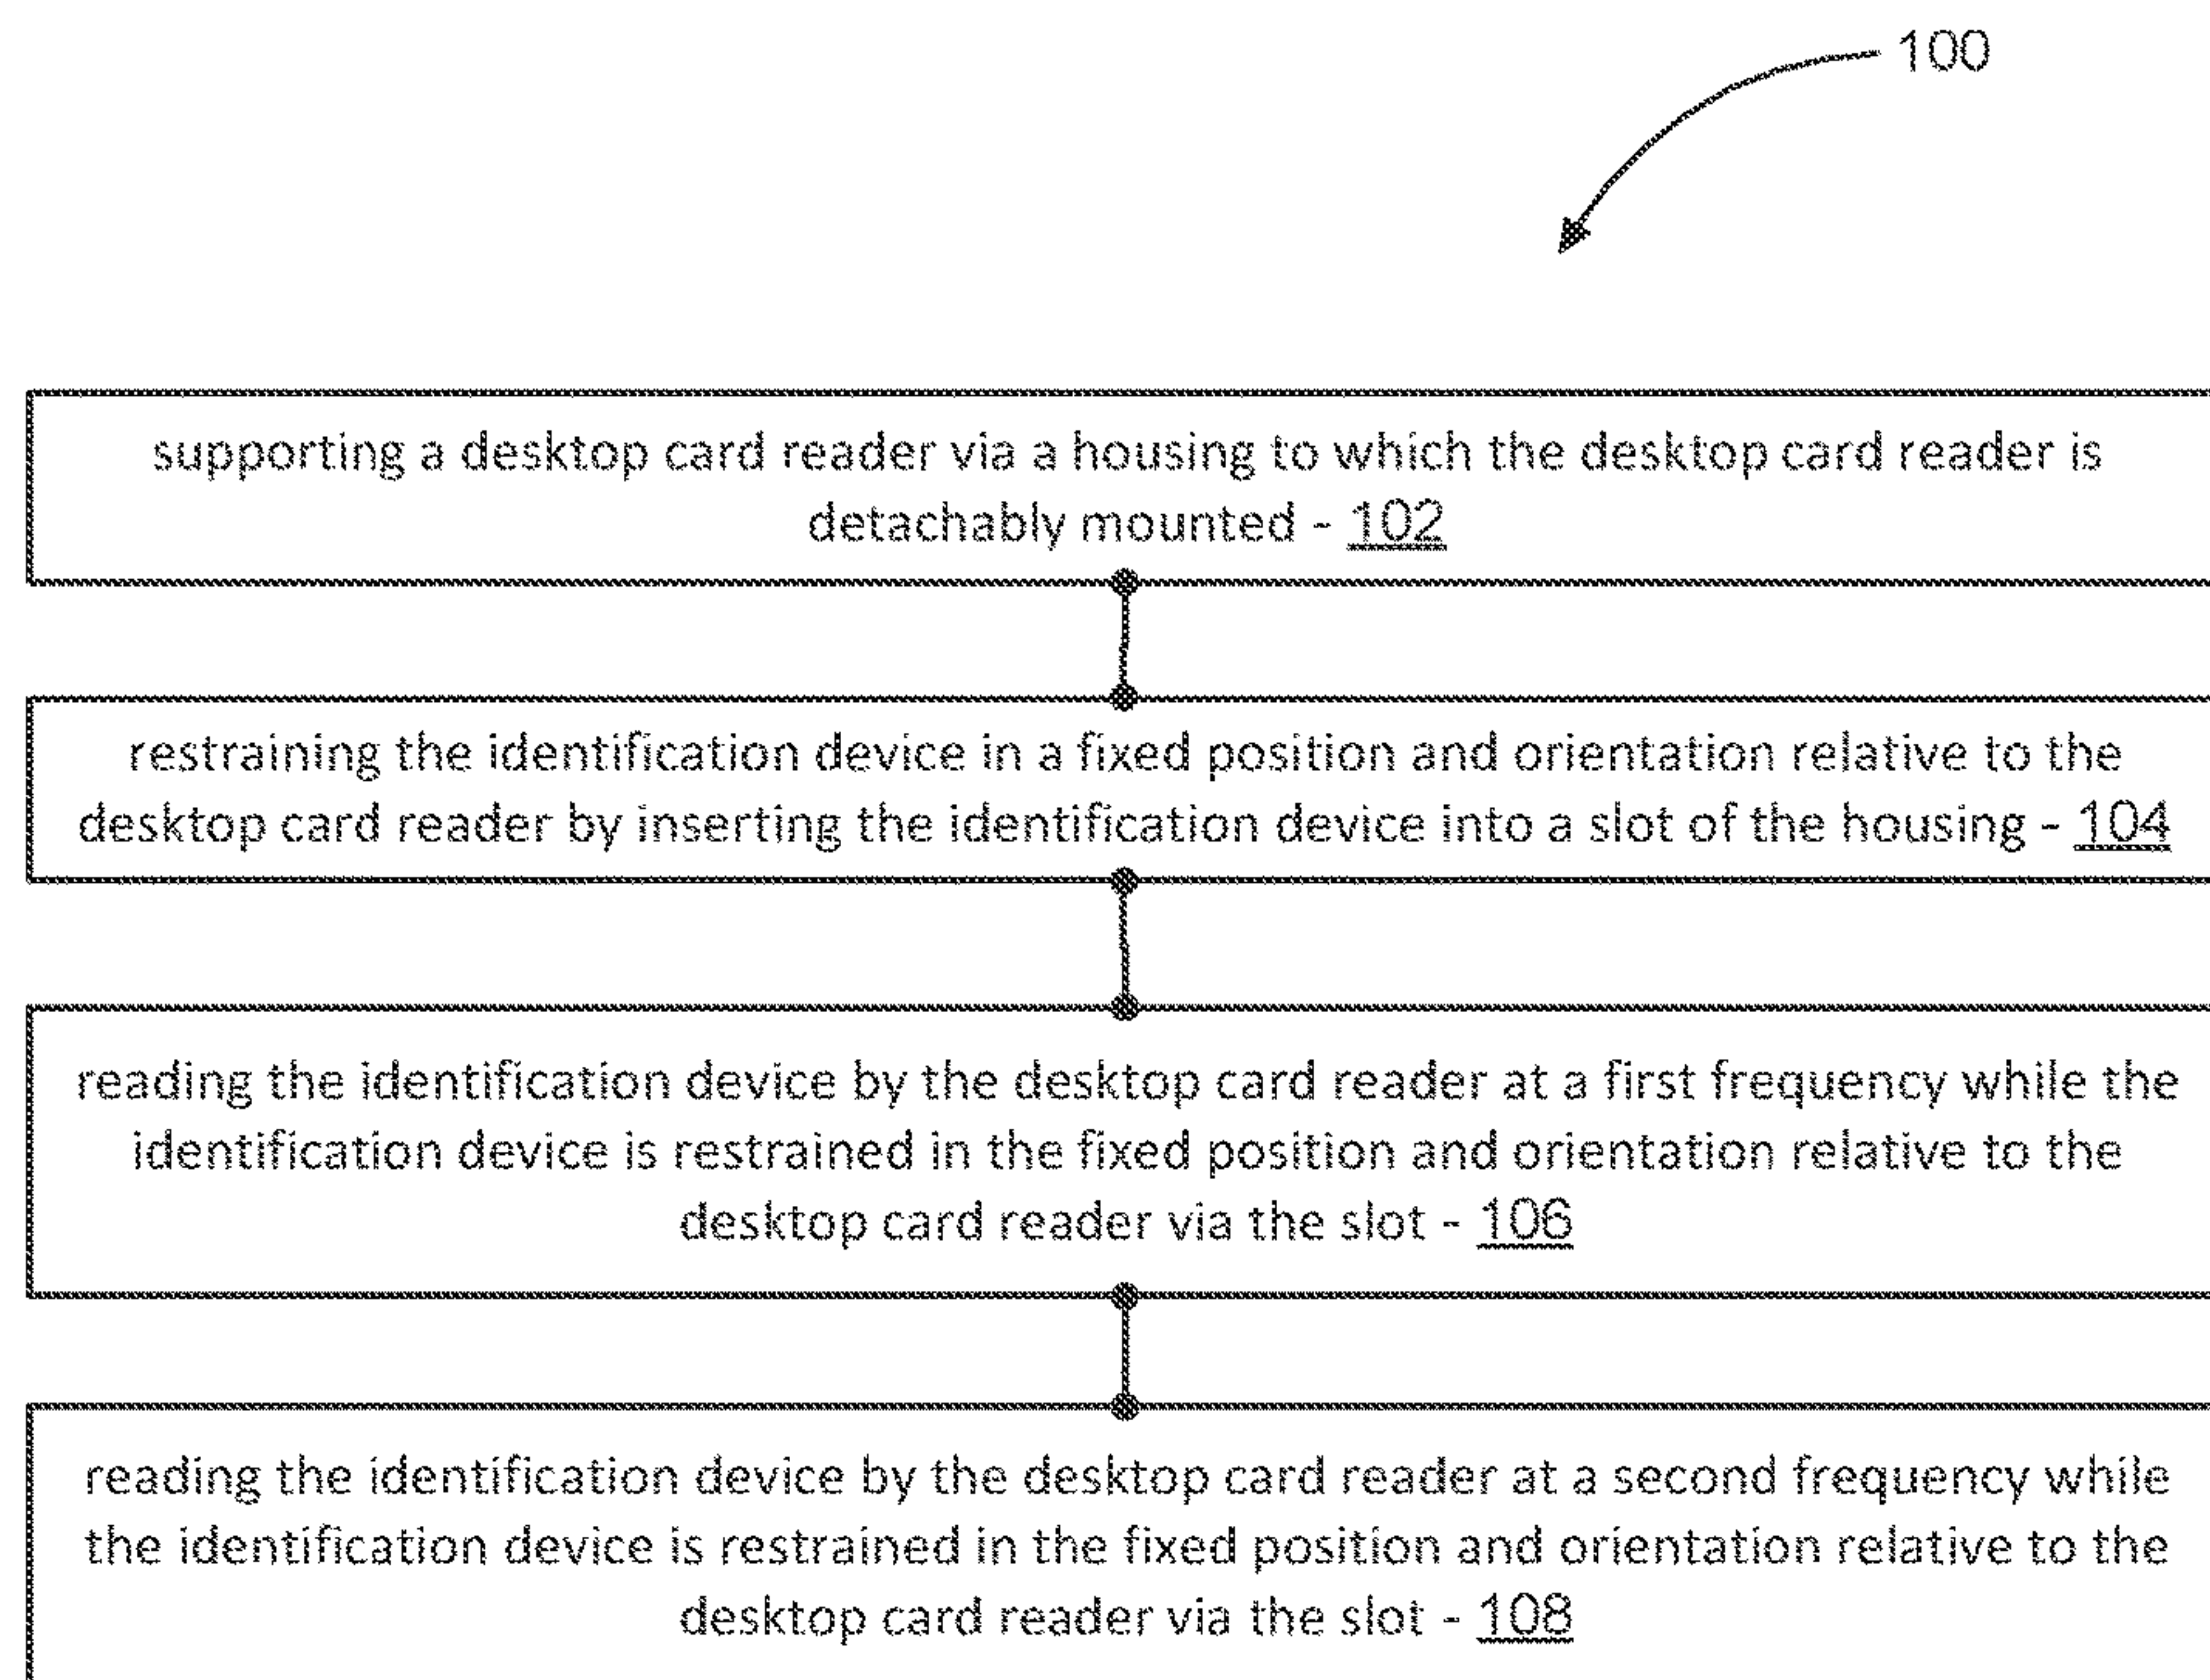 100
supporting a desktop card reader via a housing to which the desktop card reader is
detachably mounted - 102
restraining the identification device in a fixed position and orientation relative to the
desktop card reader by inserting the identification device into a slot of the housing - 104
reading the identification device by the desktop card reader at a first frequency while the
identification device is restrained in the fixed position and orientation relative to the
desktop card reader via the slot - 106
reading the identification device by the desktop card reader at a second frequency while
the identification device is restrained in the fixed position and orientation relative to the
desktop card reader via the slot - 108